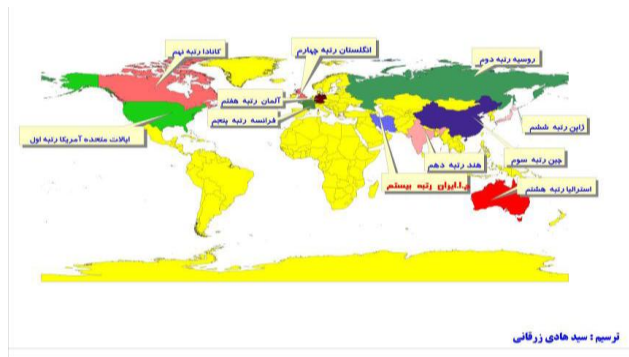 کانادا رتبه نهم
انگلستان رتبه چهارم
روسیه رتبه دوم
آلمان رتبه هفتم
فرانسه رتبه پنجم
ایالات متحده آمریکا رتبه اول
ژاپن رتبه ششم
چین رتبه سوم
هند رتبه دهم
ج.ا.ایران رتبه بیستم
استرالیا رتبه هشتم
ترسیم : سید هادی زرقانی